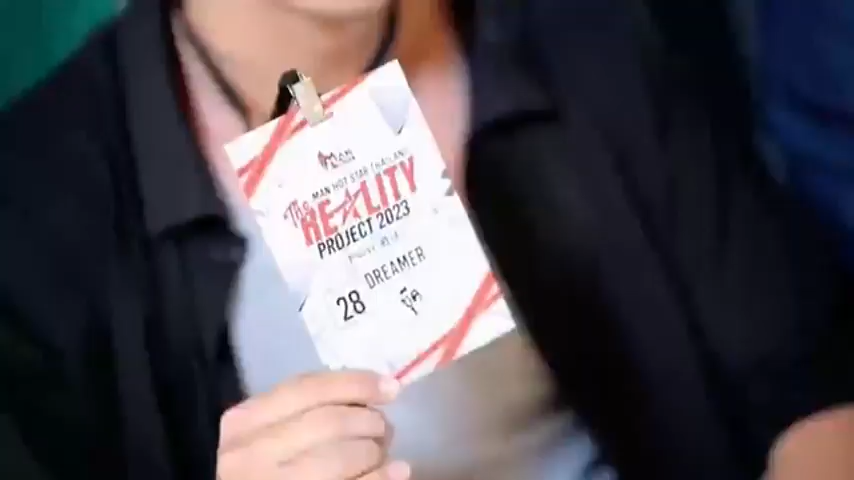 MAN HOT STAR THAILAND
The REALITY
PROJECT 2023
DREAMER
28